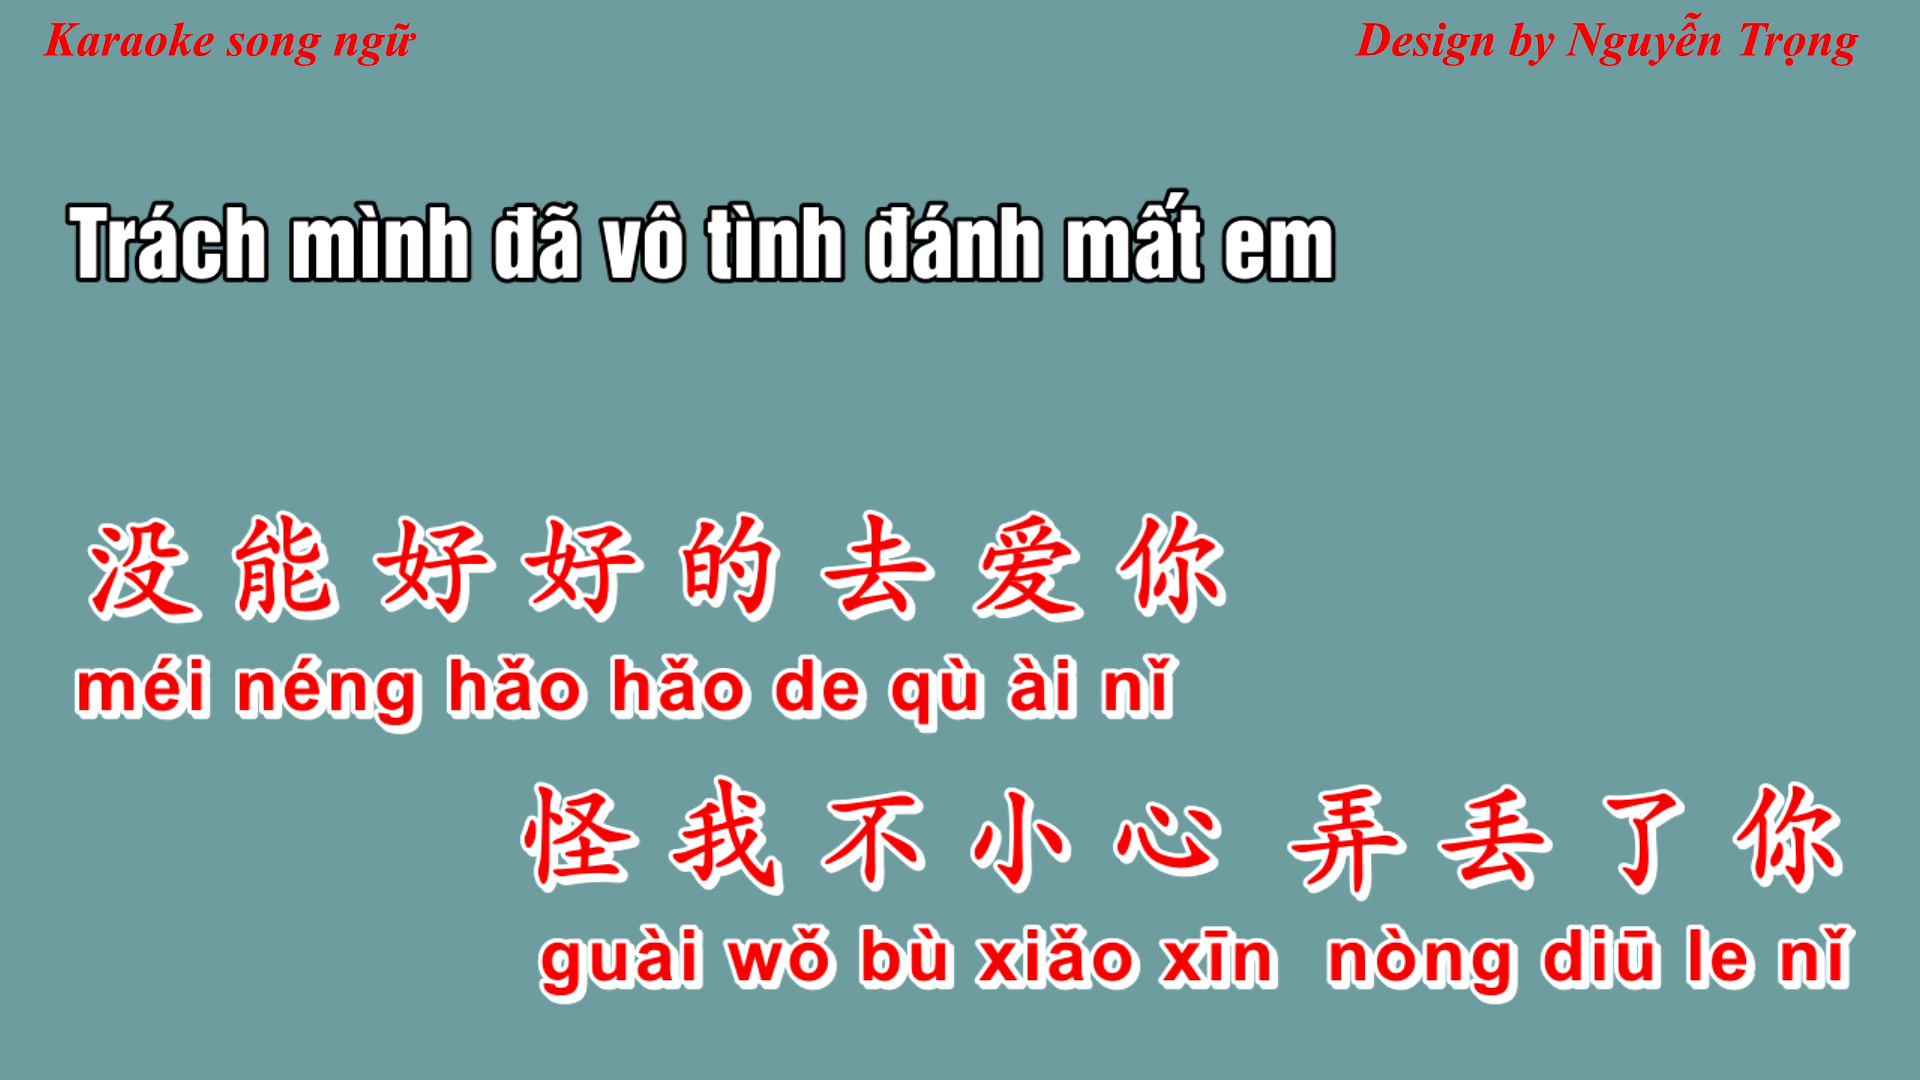 Karaoke song ngữ
Design by Nguyễn Trọng
Trách mình đã vô tình đánh mất em
没能好好的去爱你
méi néng hǎo hǎo de qù ài nǐ
怪我不小心 弄丢了你
guài wǒ bù xiǎo xīn nòng diū le nǐ